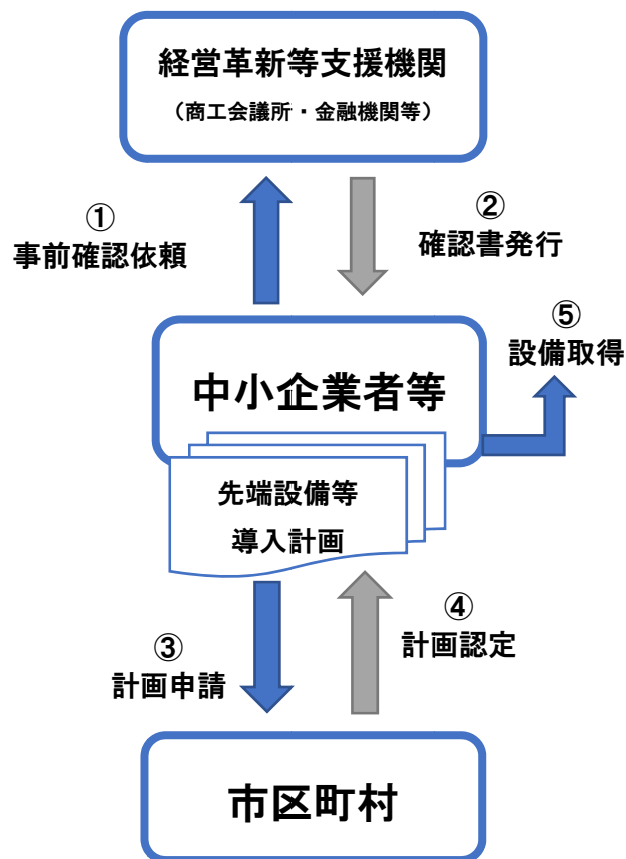 経営革新等支援機関
(商工会議所・金融機関等)
①
事前確認依頼
②
確認書発行
中小企業者等
⑤
設備取得
先端設備等
導入計画
③
計画申請
④
計画認定
市区町村